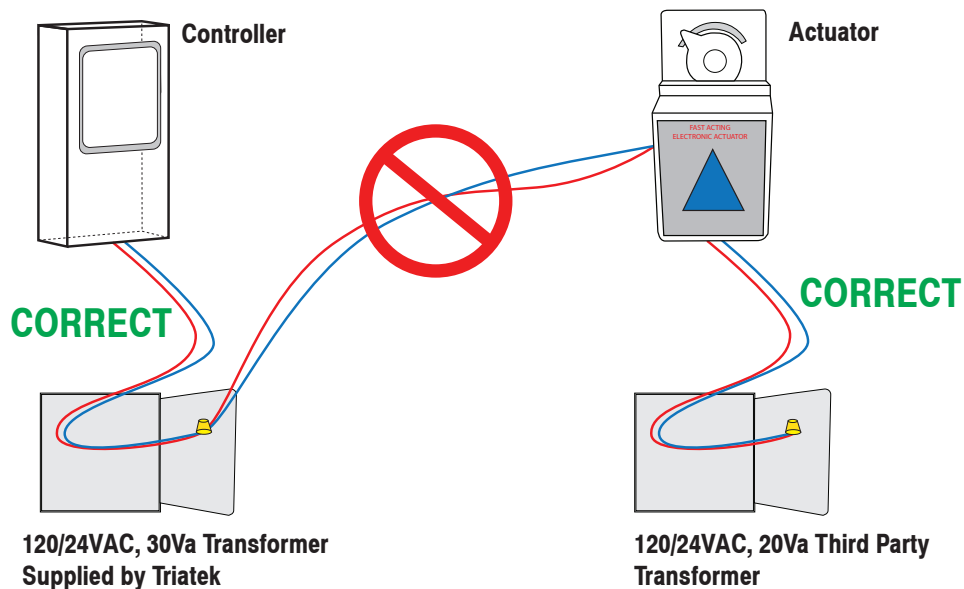 Controller
Actuator
FAST ACTING
ELECTRONIC ACTUATOR
CORRECT
CORRECT
120/24VAC, 30Va Transformer
Supplied by Triatek
120/24VAC, 20Va Third Party
Transformer